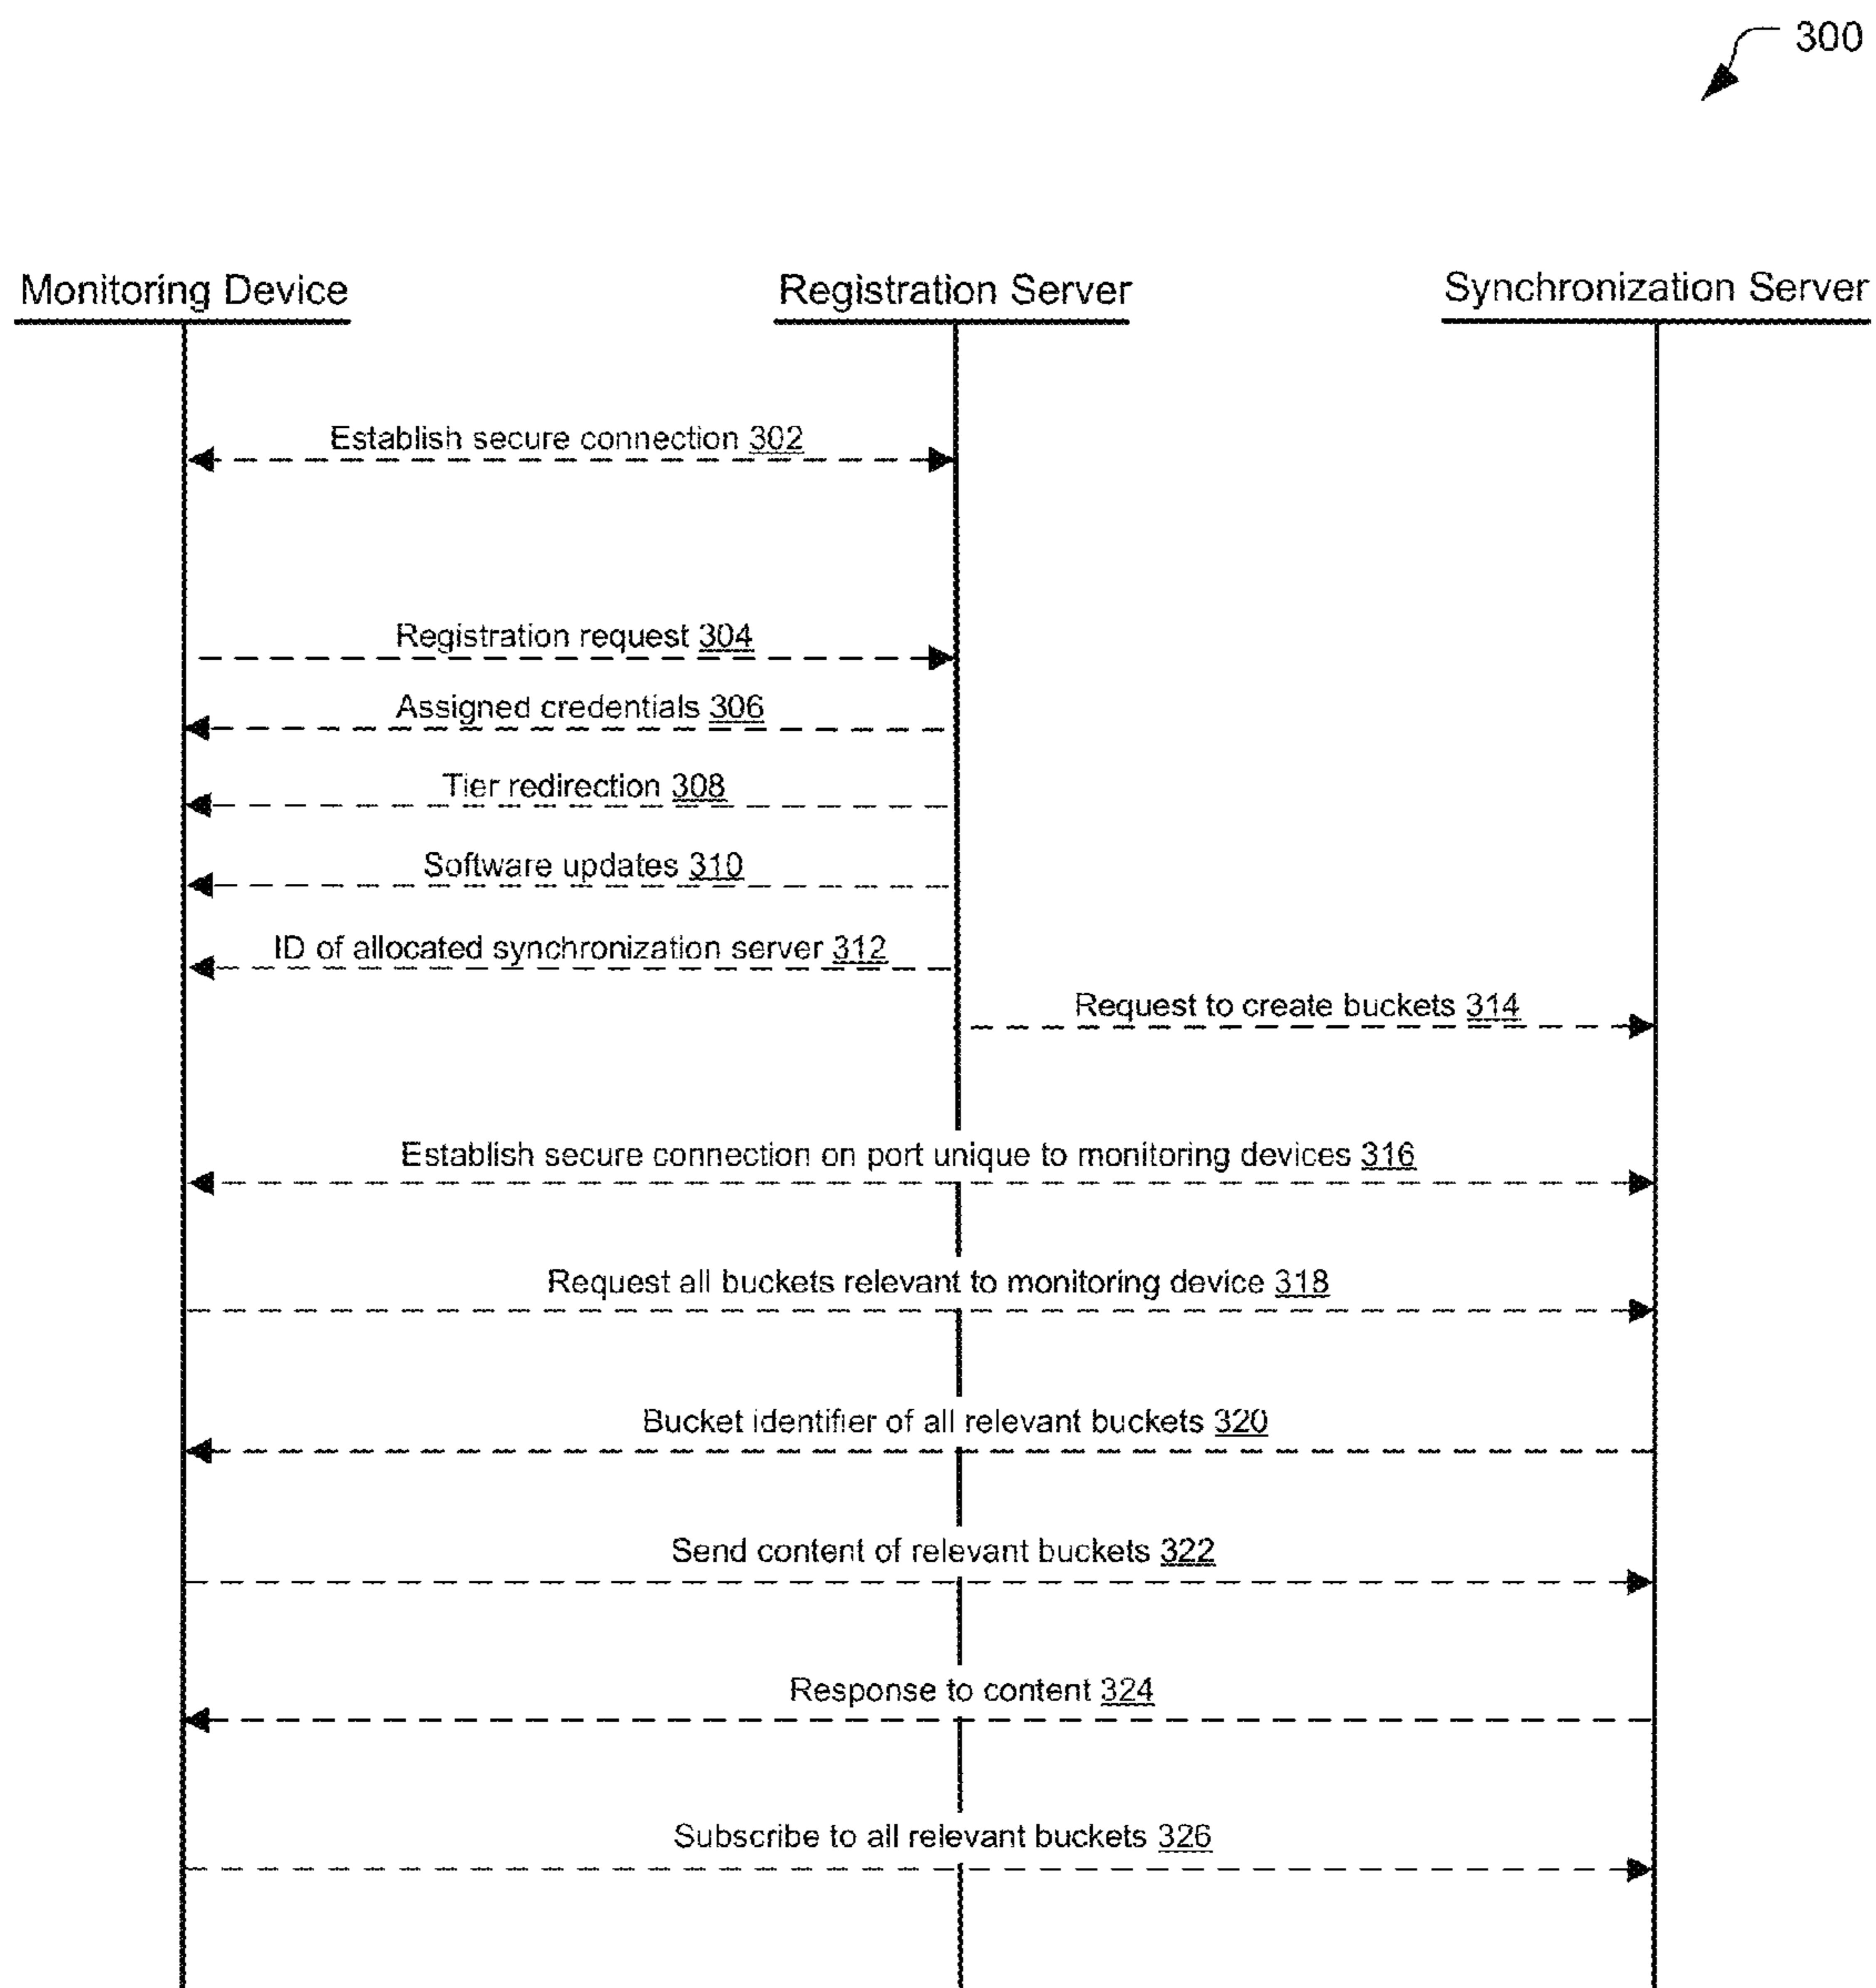 300
Monitoring Device
Registration Server
Synchronization Server
Establish secure connection 302
Registration request 304
Assigned credentials 306
Tier redirection 308
Software updates 310
ID of allocated synchronization server 312
Request to create buckets 314
Establish secure connection on port unique to monitoring devices 316
Request all buckets relevant to monitoring device 318
Bucket identifier of all relevant buckets 320
Send content of relevant buckets 322
Response to content 324
Subscribe to all relevant buckets 326